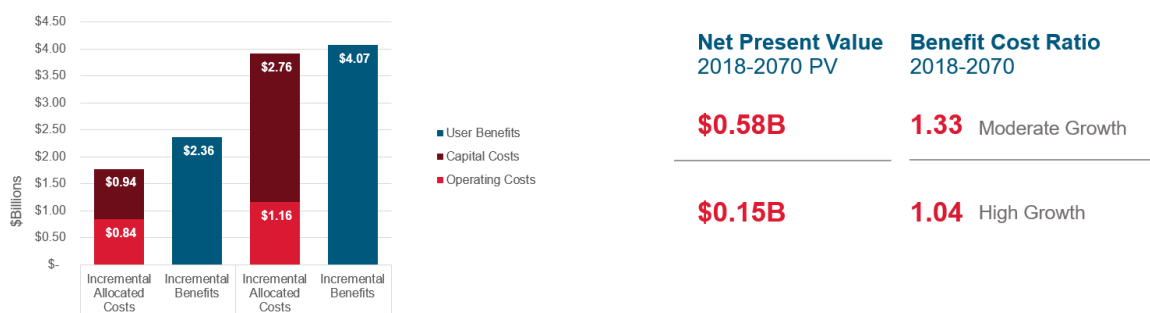 $4.50
$4.00
$3.50
$3.00
$2.50
$2.00
$1.50
$1.00
$0.50
$-
$Billions
$0.94
$0.84
$2.36
$2.76
$1.16
$4.07
Incremental
Allocated
Costs
Incremental
Benefits
Incremental
Allocated
Costs
Incremental
Benefits
User Benefits
Capital Costs
Operating Costs
Net Present Value
2018-2070 PV
Benefit Cost Ratio
2018-2070
$0.58B
1.33 Moderate Growth
$0.15B
1.04 High Growth